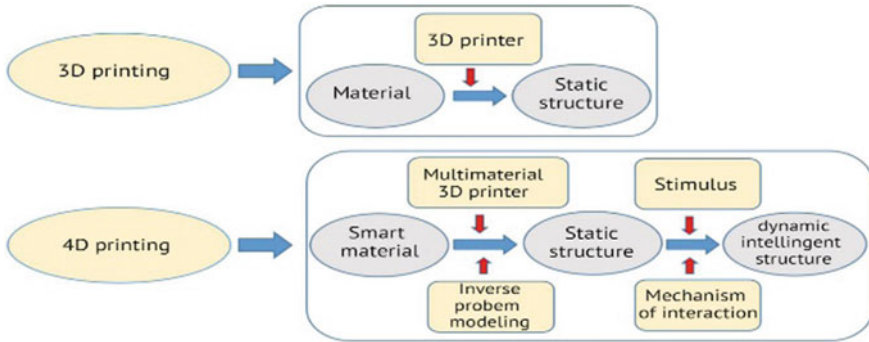 3D printing
3D printer
Material
Static
structure
4D printing
Multimaterial
3D printer
Stimulus
Smart
material
Static
structure
dynamic
intellingent
structure
Inverse
probem
modeling
Mechanism
of interaction